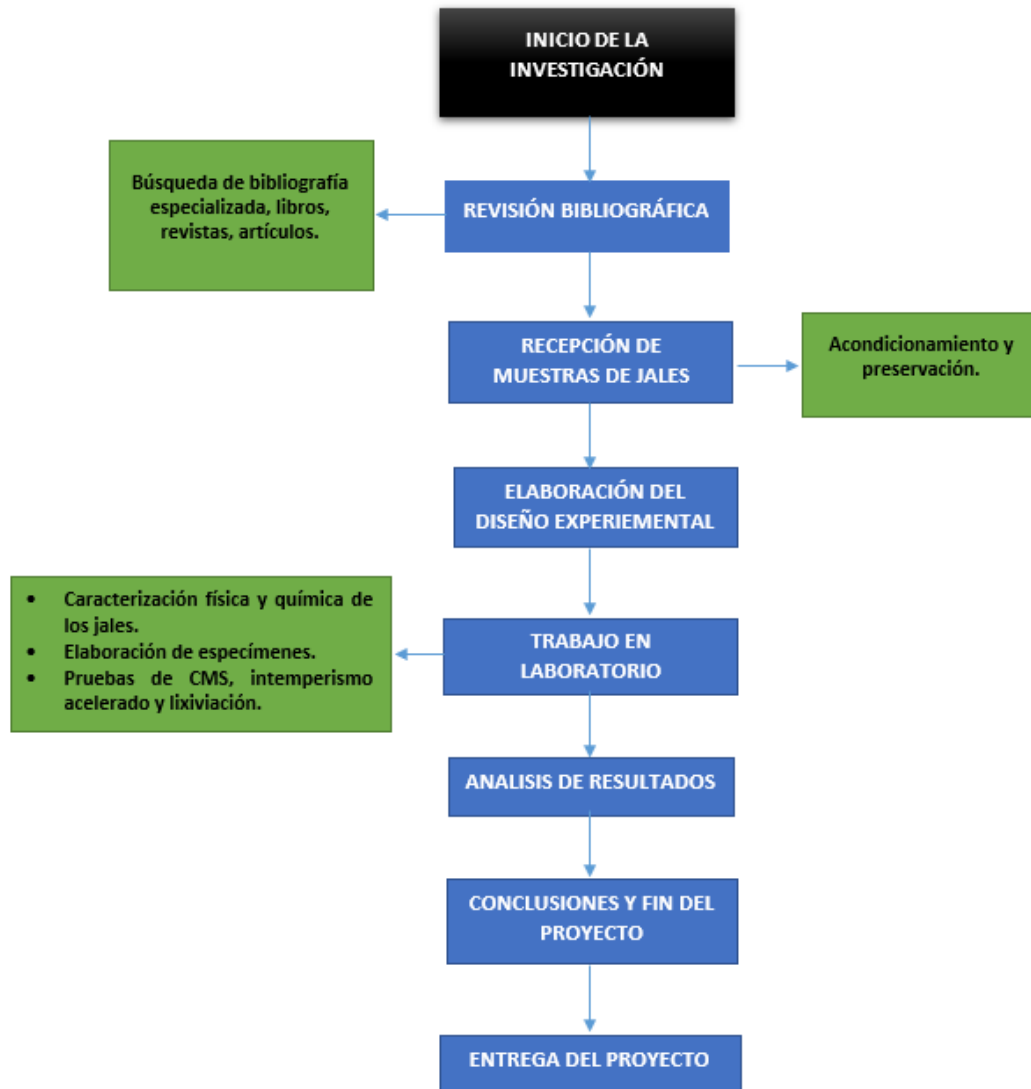 INICIO DE LA
INVESTIGACIÓN
Búsqueda de bibliografía
especializada, libros,
revistas, artículos.
REVISIÓN BIBLIOGRÁFICA
RECEPCIÓN DE
MUESTRAS DE JALES
Acondicionamiento y
preservación.
ELABORACIÓN DEL
DISEÑO EXPERIEMENTAL
• Caracterización física y química de
los jales.
• Elaboración de especímenes.
• Pruebas de CMS, intemperismo
acelerado y lixiviación.
TRABAJO EN
LABORATORIO
ANALISIS DE RESULTADOS
CONCLUSIONES Y FIN DEL
PROYECTO
ENTREGA DEL PROYECTO